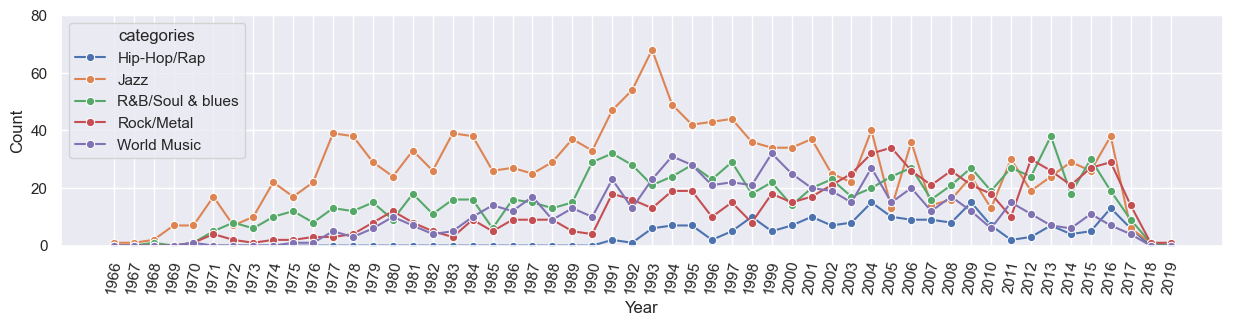 80
60
40
20
0
Count
categories
Hip-Hop/Rap
Jazz
R&B/Soul & blues
Rock/Metal
World Music
1966 1967 1968 1969 1970 1971 1972 1973 1974 1975 1976 1977 1978 1979 1980 1981 1982 1983 1984 1985 1986 1987 1988 1989 1990 1991 1992 1993 1994 1995 1996 1997 1998 1999 2000 2001 2002 2003 2004 2005 2006 2007 2008 2009 2010 2011 2012 2013 2014 2015 2016 2017 2018 2019
Year